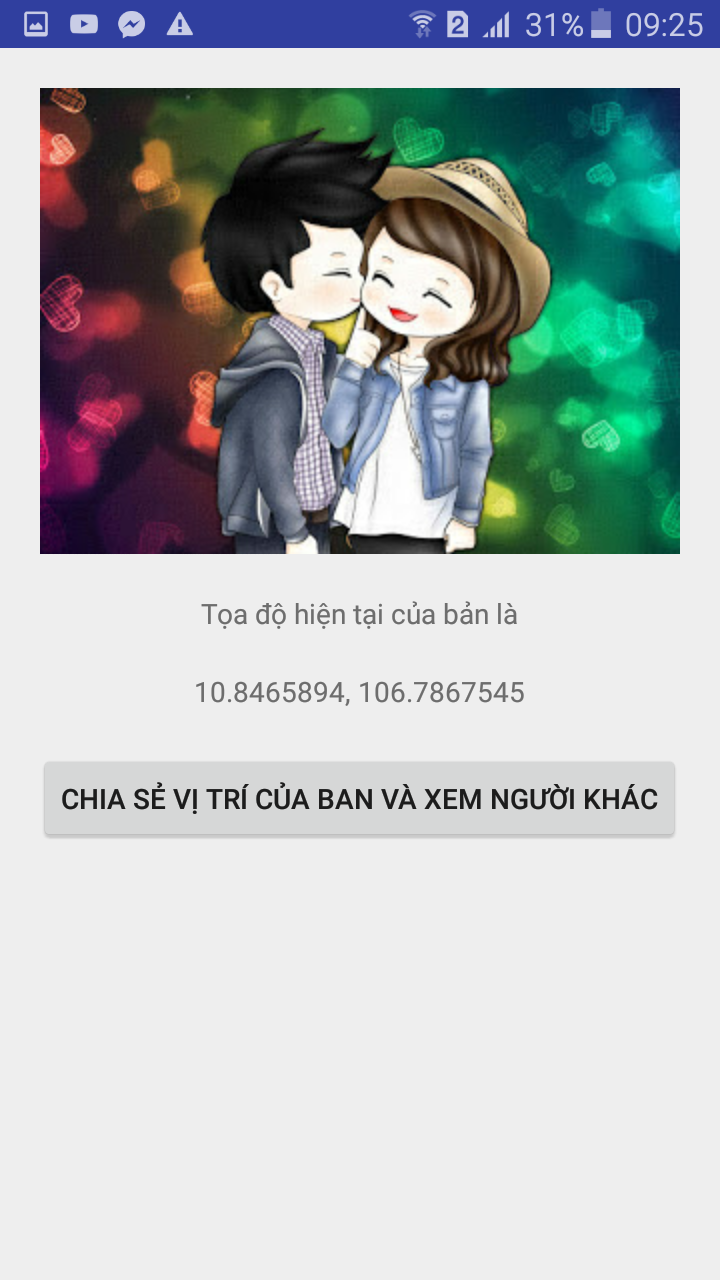 2 31% 09:25
Tọa độ hiện tại của bản là
10.8465894, 106.7867545
CHIA SẺ VỊ TRÍ CỦA BAN VÀ XEM NGƯỜI KHÁC